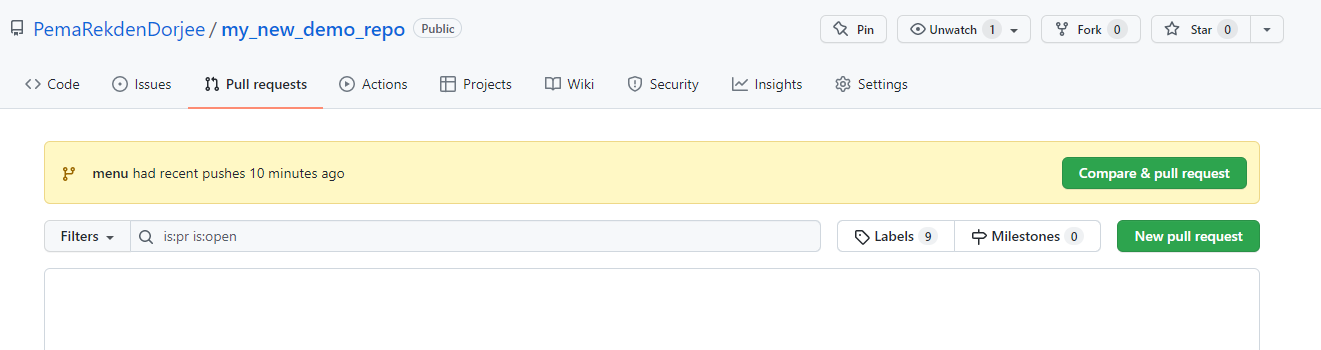 PemaRekdenDorjee / my_new_demo_repo Public Pin Unwatch 1 Fork 0 Star 0
Code Issues Pull requests Actions Projects Wiki Security Insights Settings
menu had recent pushes 10 minutes ago Compare & pull request
Filters is:pr is:open Labels 9 Milestones 0 New pull request